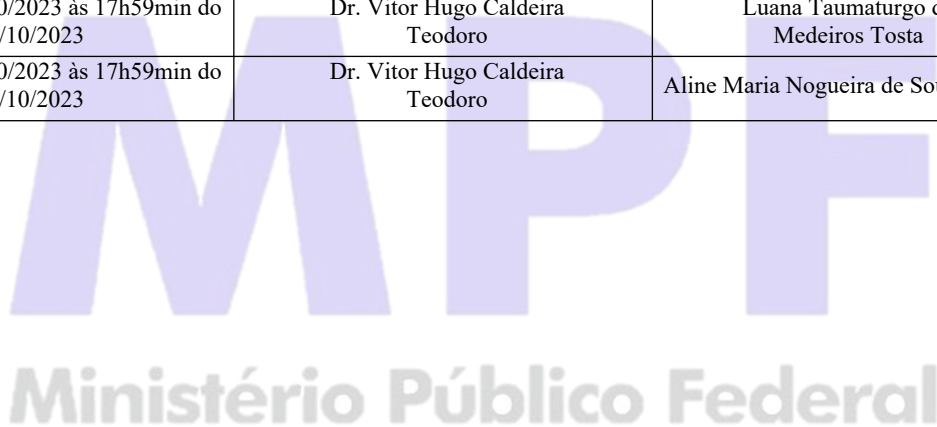 0/2023 às 17h59min do Dr. Vitor Hugo Caldeira Luana Taumaturgo d
/10/2023 Teodoro Medeiros Tosta
0/2023 às 17h59min do Dr. Vitor Hugo Caldeira Aline Maria Nogueira de Sou
/10/2023 Teodoro
MPF
Ministério Público Federal